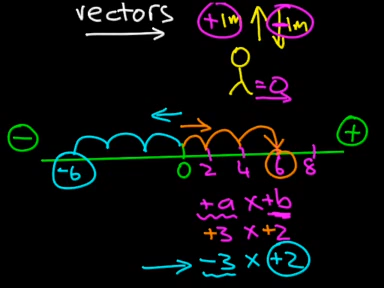 vectors
+1m
-1m
=0
-
+
-6
0 2 4 6 8
+a x +b
+3 x +2
-3 x +2